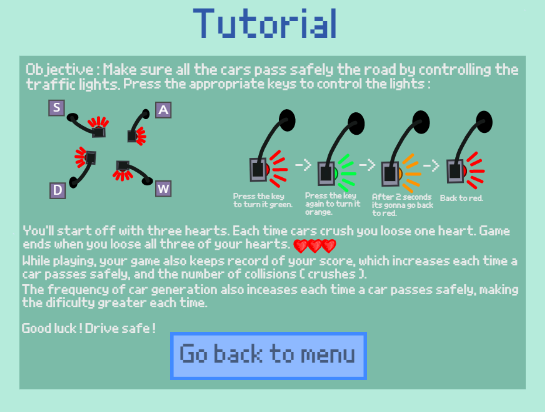 Tutorial
Objective : Make sure all the cars pass safely the road by controlling the
traffic lights. Press the appropriate keys to control the lights :
S
A
D
W
->
->
->
Press the key
to turn it green.
Press the key
again to turn it
orange.
After 2 seconds
its gonna go back
to red.
Back to red.
You'll start off with three hearts. Each time cars crush you loose one heart. Game
ends when you loose all three of your hearts.
While playing, your game also keeps record of your score, which increases each time a
car passes safely, and the number of collisions ( crushes ).
The frequency of car generation also inceases each time a car passes safely, making
the dificulty greater each time.
Good luck ! Drive safe !
Go back to menu